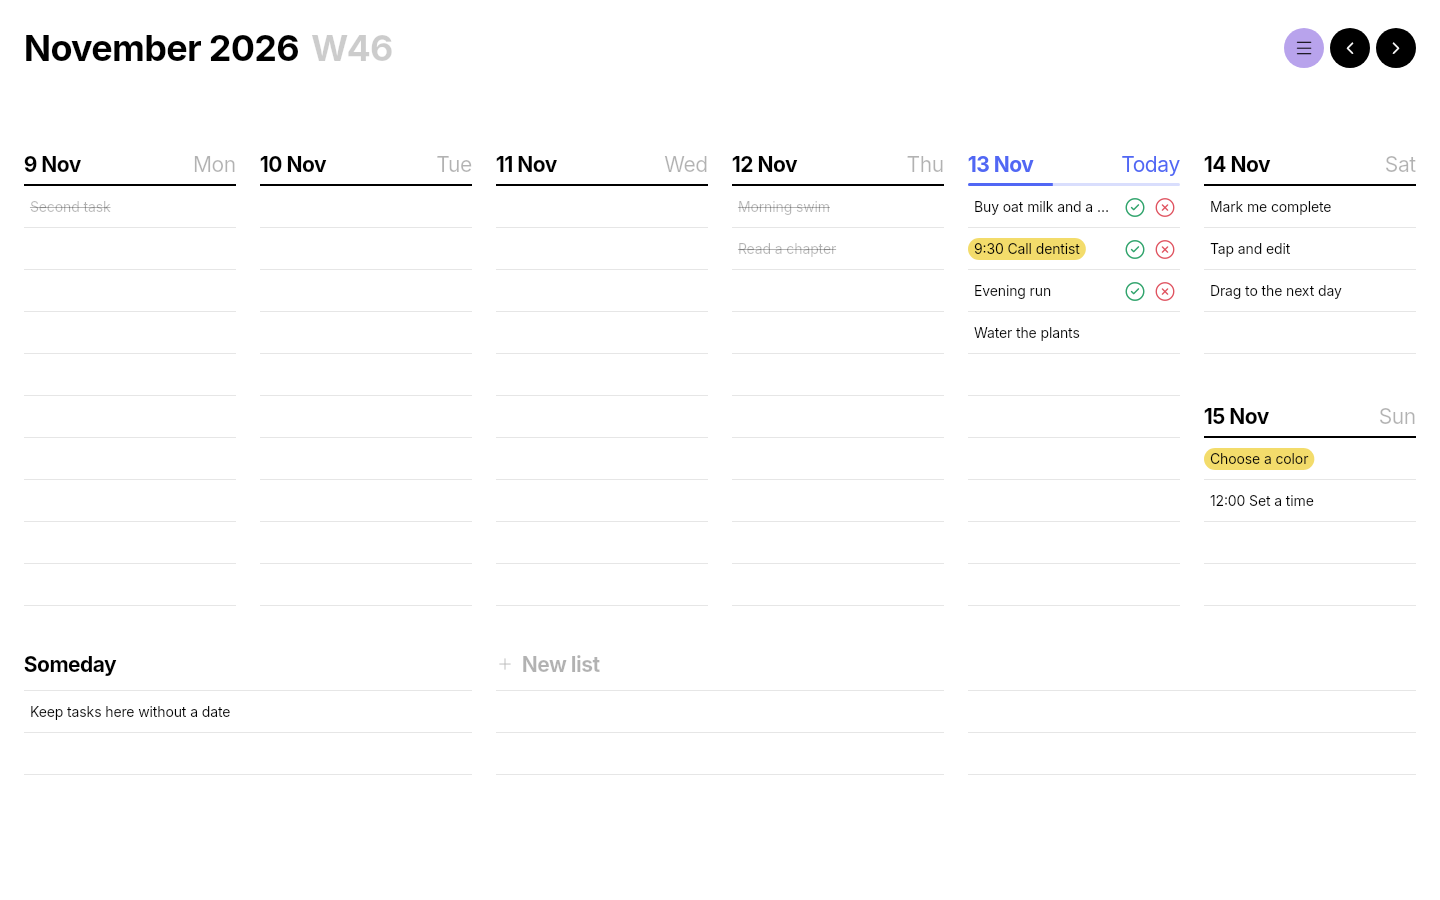 November 2026 W46
9 Nov Mon
Second task
10 Nov Tue
11 Nov Wed
12 Nov Thu
Morning swim
Read a chapter
13 Nov Today
Buy oat milk and a ...
9:30 Call dentist
Evening run
Water the plants
14 Nov Sat
Mark me complete
Tap and edit
Drag to the next day
15 Nov Sun
Choose a color
12:00 Set a time
Someday
Keep tasks here without a date
New list